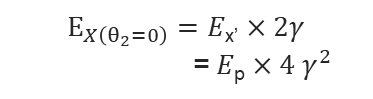 E_{X(θ₂=0)} = E_{x’} × 2γ
= E_p × 4 γ²